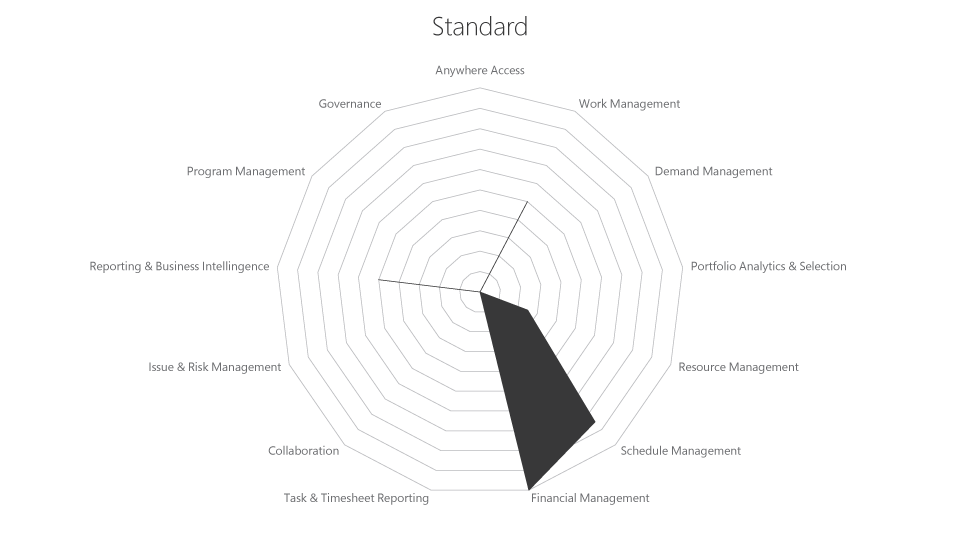 Standard
Anywhere Access
Governance
Work Management
Program Management
Demand Management
Reporting & Business Intellingence
Portfolio Analytics & Selection
Issue & Risk Management
Resource Management
Collaboration
Schedule Management
Task & Timesheet Reporting
Financial Management